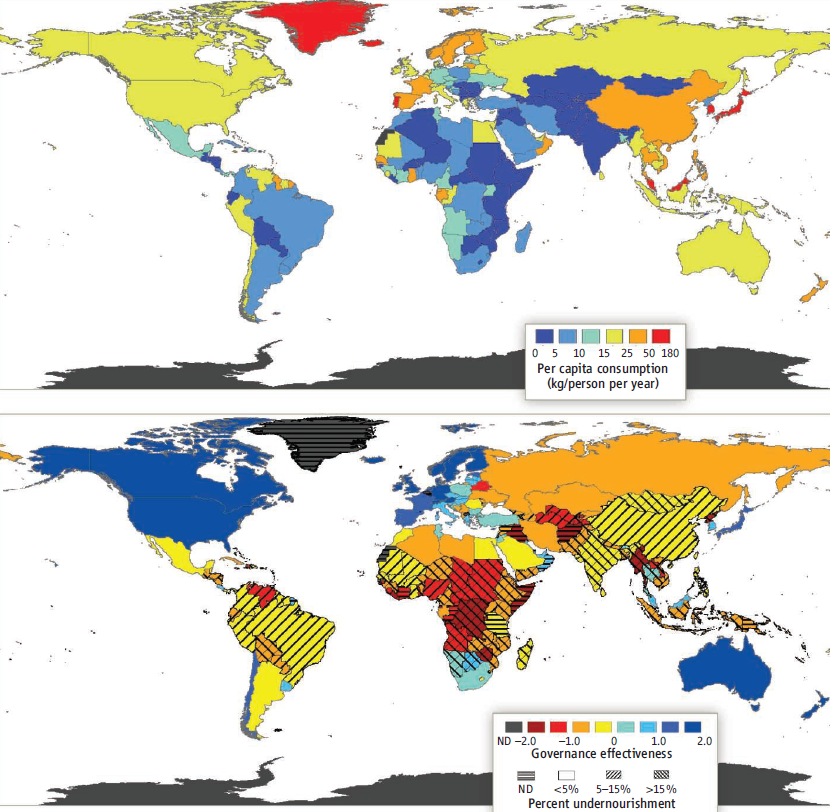 0 5 10 15 25 50 180
Per capita consumption
(kg/person per year)
ND –2.0 –1.0 0 1.0 2.0
Governance effectiveness
ND <5% 5–15% >15%
Percent undernourishment